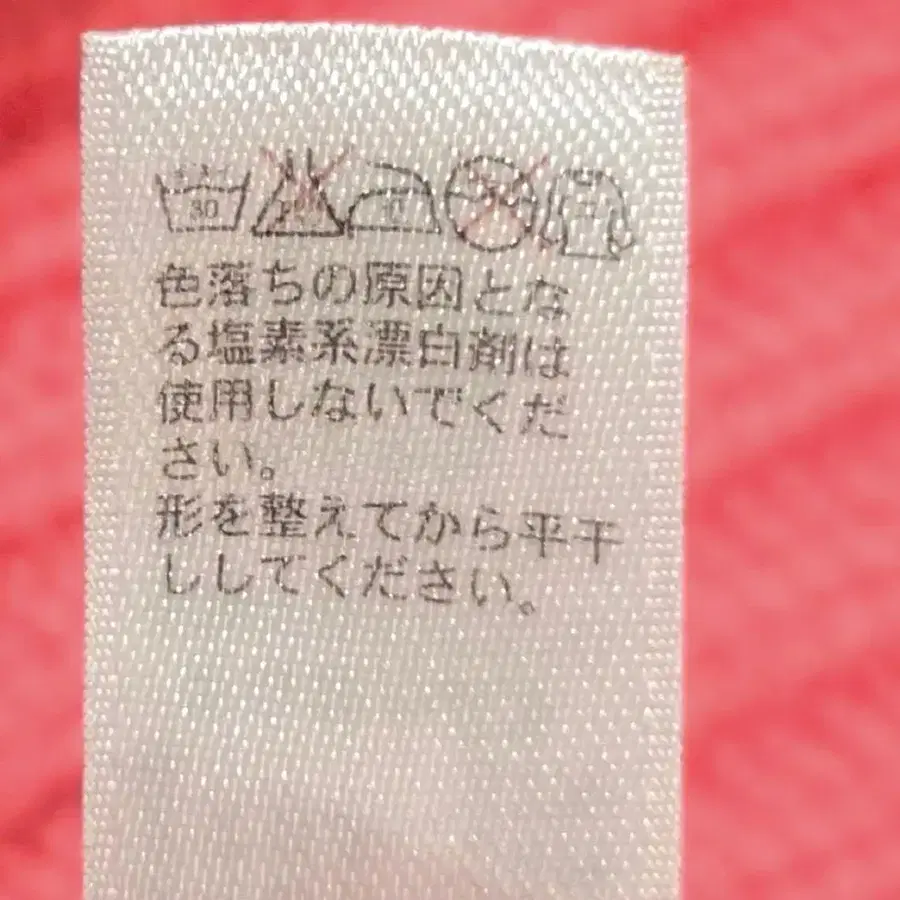 30
色落ちの原因とな
る塩素系漂白剤は
使用しないでくだ
さい。
形を整えてから平干
ししてください。